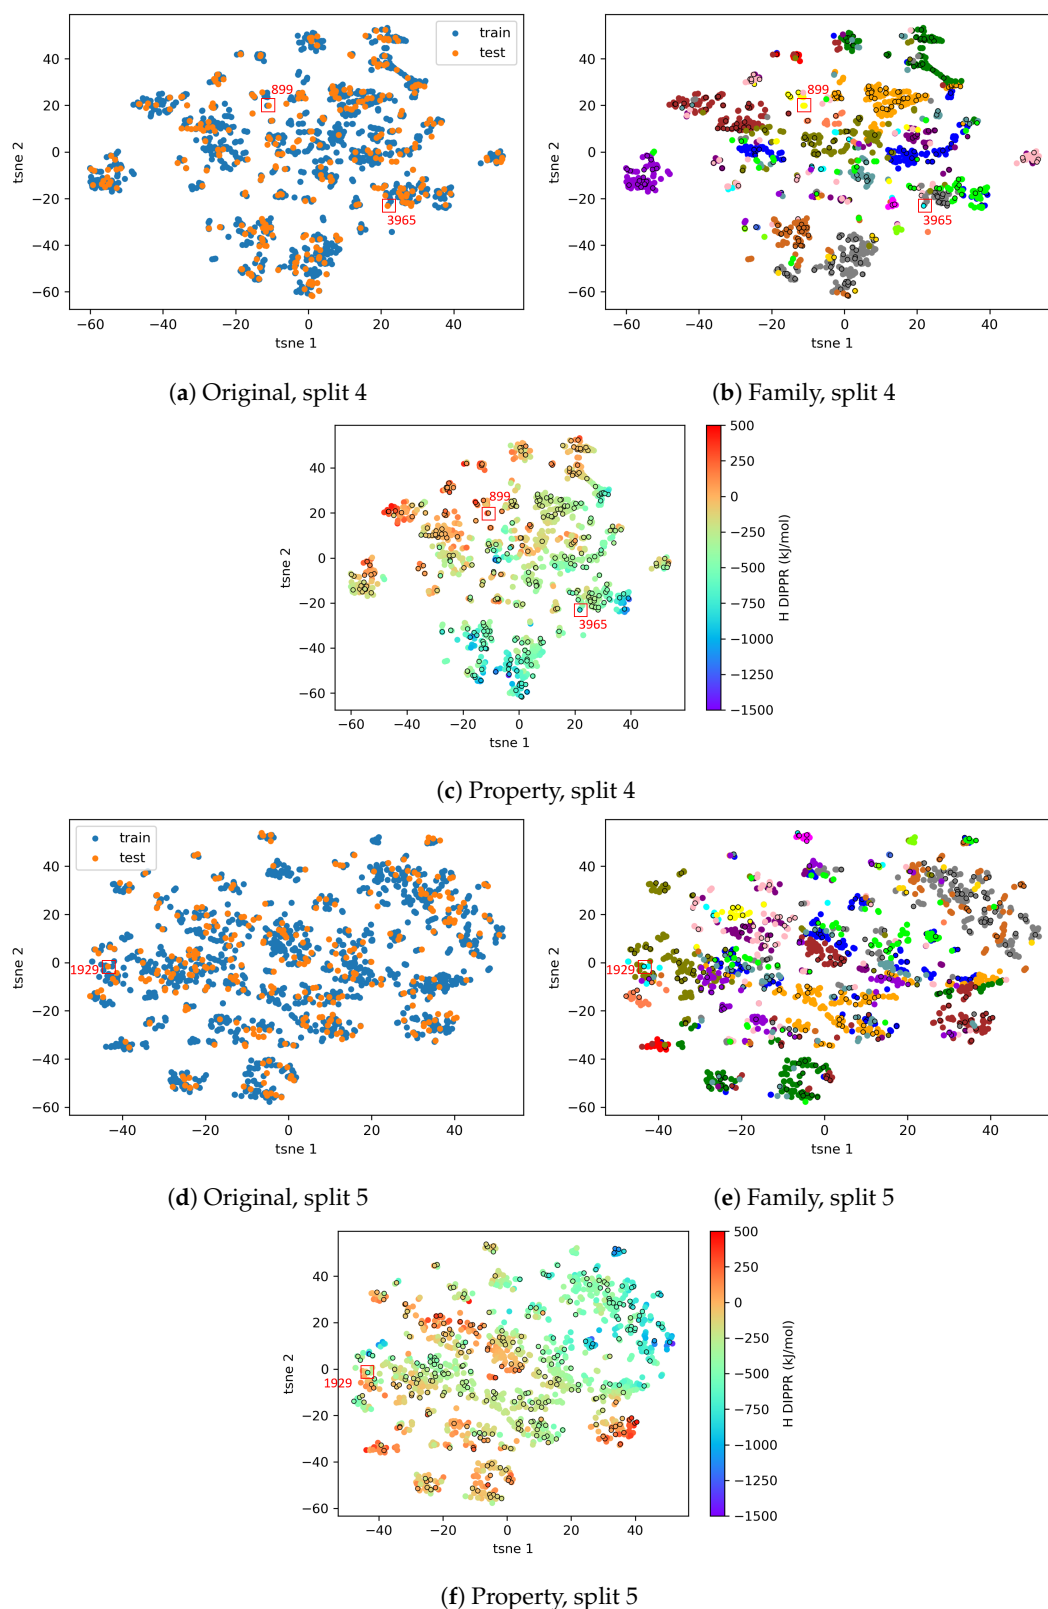 train
test
899
3965
40
20
0
−20
−40
−60
tsne 2
−60 −40 −20 0 20 40
tsne 1
(a) Original, split 4
899
3965
40
20
0
−20
−40
−60
tsne 2
−60 −40 −20 0 20 40
tsne 1
(b) Family, split 4
899
3965
40
20
0
−20
−40
−60
tsne 2
−60 −40 −20 0 20 40
tsne 1
500
250
0
−250
−500
−750
−1000
−1250
−1500
H DIPPR (kJ/mol)
(c) Property, split 4
train
test
1929
40
20
0
−20
−40
−60
tsne 2
−40 −20 0 20 40
tsne 1
(d) Original, split 5
1929
40
20
0
−20
−40
−60
tsne 2
−40 −20 0 20 40
tsne 1
(e) Family, split 5
1929
40
20
0
−20
−40
−60
tsne 2
−40 −20 0 20 40
tsne 1
500
250
0
−250
−500
−750
−1000
−1250
−1500
H DIPPR (kJ/mol)
(f) Property, split 5